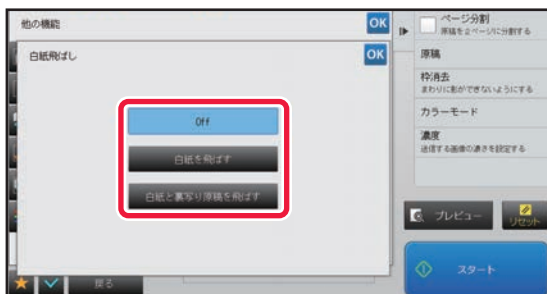 他の機能
OK
白紙飛ばし
OK
Off
白紙を飛ばす
白紙と裏写り原稿を飛ばす
戻る
ページ分割
原稿を2ページに分割する
原稿
枠消去
まわりに影ができないようにする
カラーモード
濃度
送信する画像の濃さを設定する
プレビュー
リセット
スタート